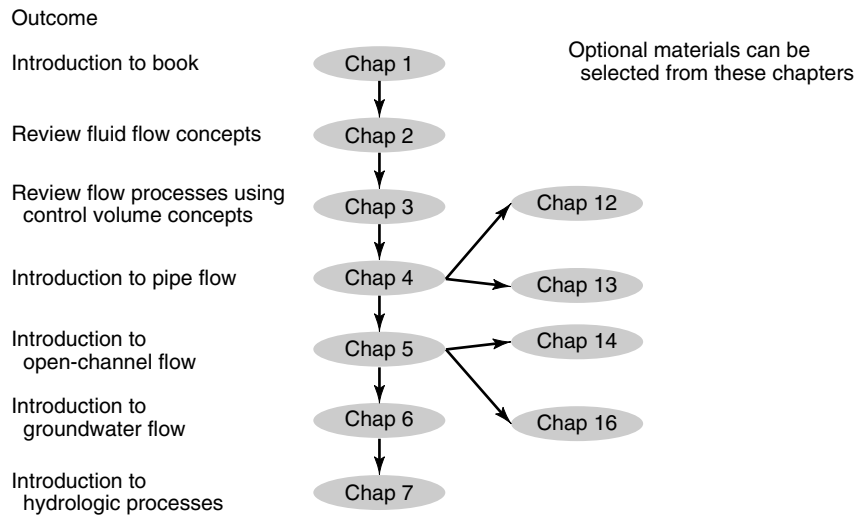 Outcome
Introduction to book
Chap 1
Optional materials can be
selected from these chapters
Review fluid flow concepts
Chap 2
Review flow processes using
control volume concepts
Chap 3
Chap 12
Introduction to pipe flow
Chap 4
Chap 13
Introduction to
open-channel flow
Chap 5
Chap 14
Introduction to
groundwater flow
Chap 6
Chap 16
Introduction to
hydrologic processes
Chap 7